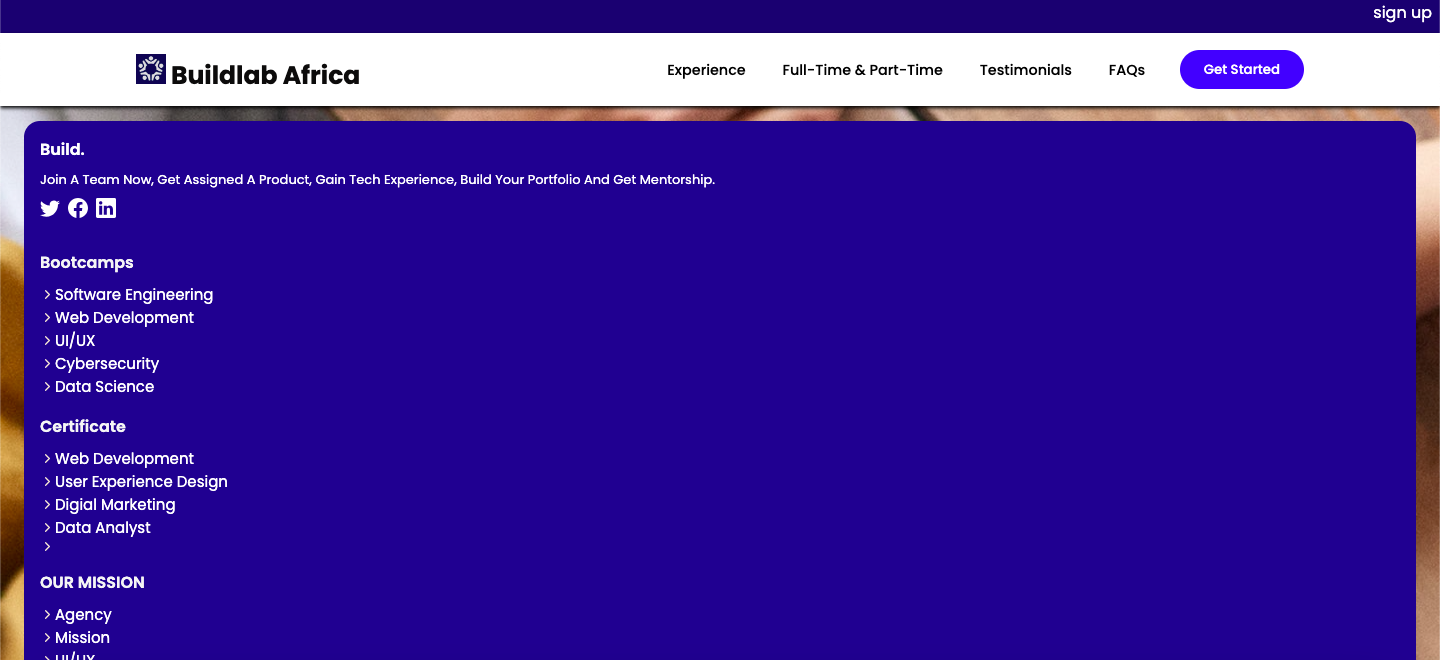 sign up
Buildlab Africa
Experience Full-Time & Part-Time Testimonials FAQs Get Started
Build.
Join A Team Now, Get Assigned A Product, Gain Tech Experience, Build Your Portfolio And Get Mentorship.
Bootcamps
Software Engineering
Web Development
UI/UX
Cybersecurity
Data Science
Certificate
Web Development
User Experience Design
Digial Marketing
Data Analyst
OUR MISSION
Agency
Mission
UI/UX